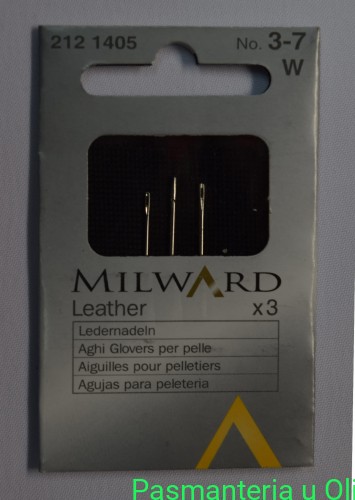 212 1405 No. 3-7
W
MILWARD
Leather x3
Ledernadeln
Aghi Glovers per pelle
Aiguilles pour pelletiers
Agujas para peleteria
Pasmanteria u Oli